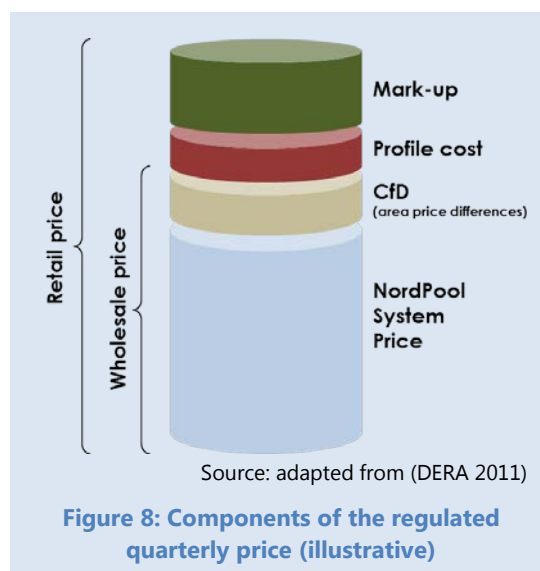 Retail price
Wholesale price
Mark-up
Profile cost
CfD
(area price differences)
NordPool
System
Price
Source: adapted from (DERA 2011)
Figure 8: Components of the regulated
quarterly price (illustrative)